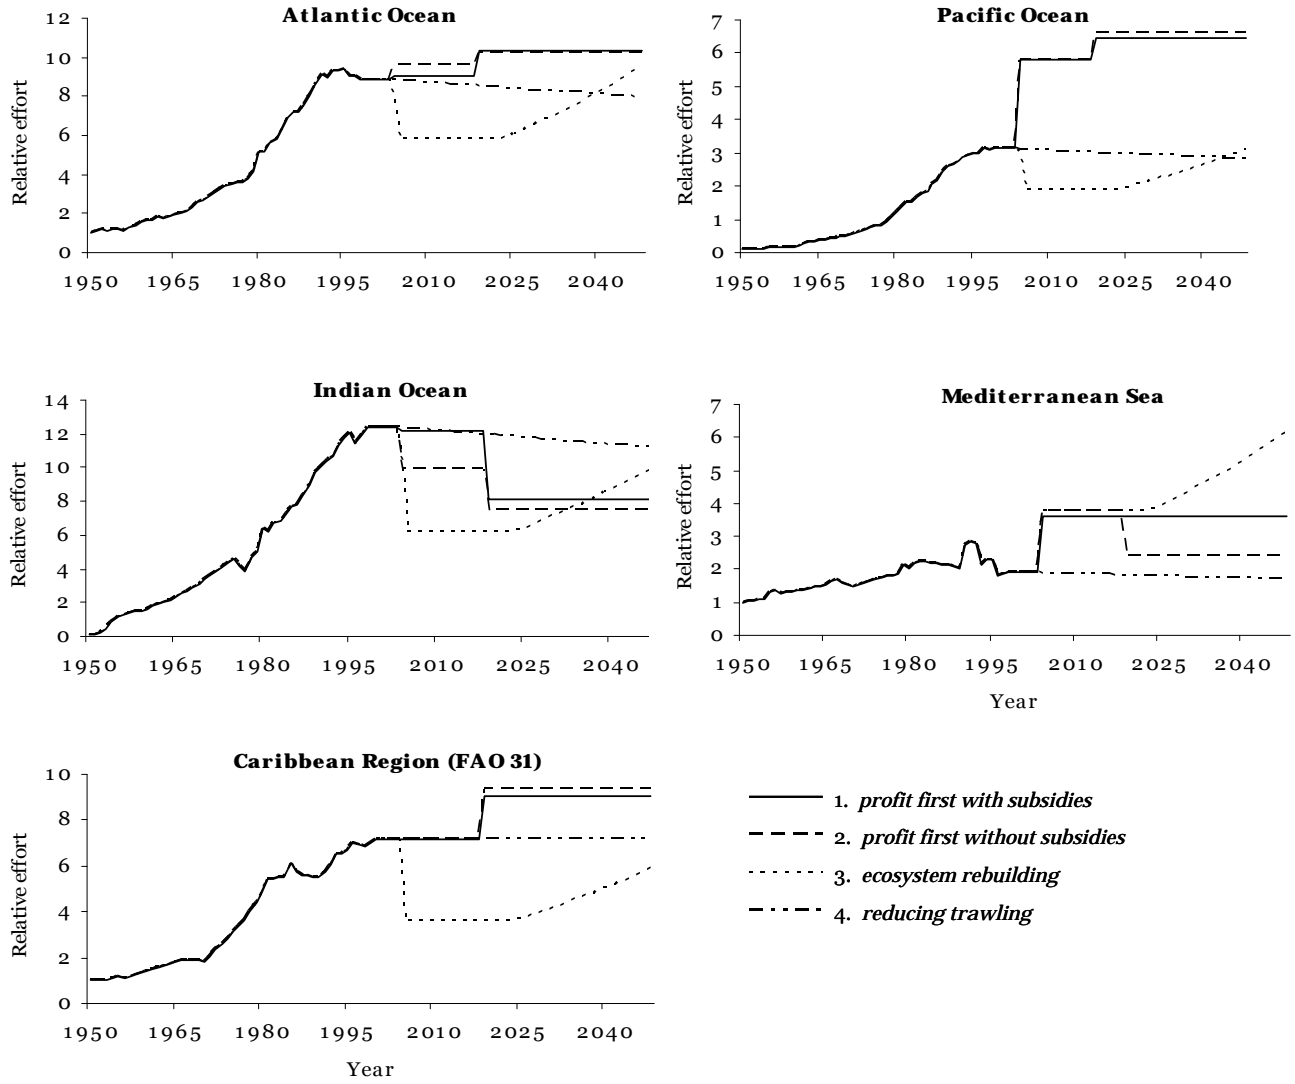 Atlantic Ocean
12
10
8
6
4
2
0
Relative effort
1950 1965 1980 1995 2010 2025 2040
Pacific Ocean
7
6
5
4
3
2
1
0
Relative effort
1950 1965 1980 1995 2010 2025 2040
Indian Ocean
14
12
10
8
6
4
2
0
Relative effort
1950 1965 1980 1995 2010 2025 2040
Mediterranean Sea
7
6
5
4
3
2
1
0
Relative effort
1950 1965 1980 1995 2010 2025 2040
Year
Caribbean Region (FAO 31)
10
8
6
4
2
0
Relative effort
1950 1965 1980 1995 2010 2025 2040
Year
1. profit first with subsidies
2. profit first without subsidies
3. ecosystem rebuilding
4. reducing trawling